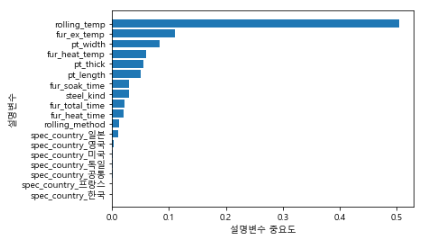 rolling_temp
fur_ex_temp
pt_width
fur_heat_temp
pt_thick
pt_length
fur_soak_time
steel_kind
fur_total_time
fur_heat_time
rolling_method
spec_country_일본
spec_country_영국
spec_country_미국
spec_country_독일
spec_country_공통
spec_country_프랑스
spec_country_한국
설명변수
0.0 0.1 0.2 0.3 0.4 0.5
설명변수 중요도